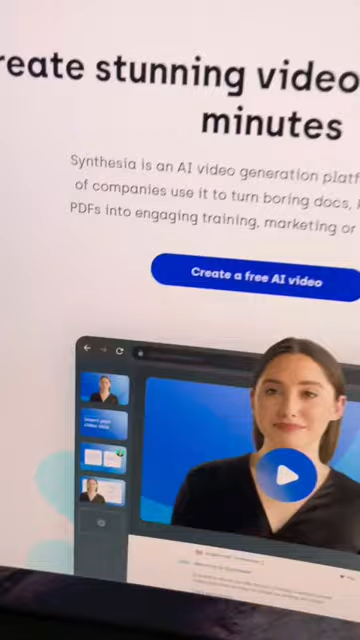 reate stunning video
minutes
Synthesia is an AI video generation platf
of companies use it to turn boring docs,
PDFs into engaging training, marketing or
Create a free AI video